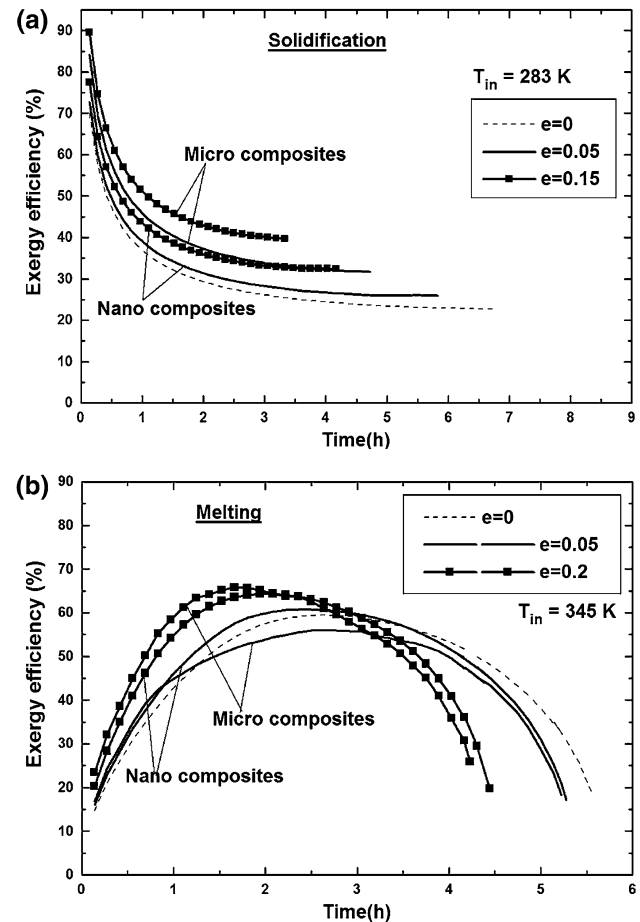 (a)
Solidification
T_in = 283 K
e=0
e=0.05
e=0.15
Micro composites
Nano composites
Exergy efficiency (%)
90
80
70
60
50
40
30
20
10
0
0 1 2 3 4 5 6 7 8 9
Time(h)
(b)
Melting
e=0
e=0.05
e=0.2
T_in = 345 K
Micro composites
Nano composites
Exergy efficiency (%)
90
80
70
60
50
40
30
20
10
0
0 1 2 3 4 5 6
Time(h)